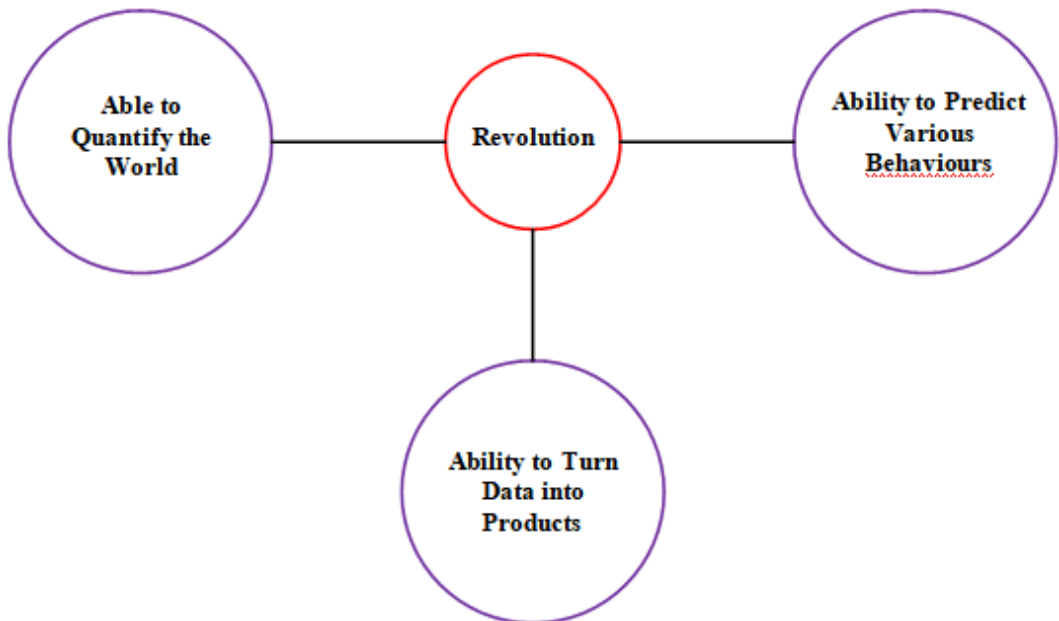 Able to
Quantify the
World
Revolution
Ability to Predict
Various
Behaviours
Ability to Turn
Data into
Products